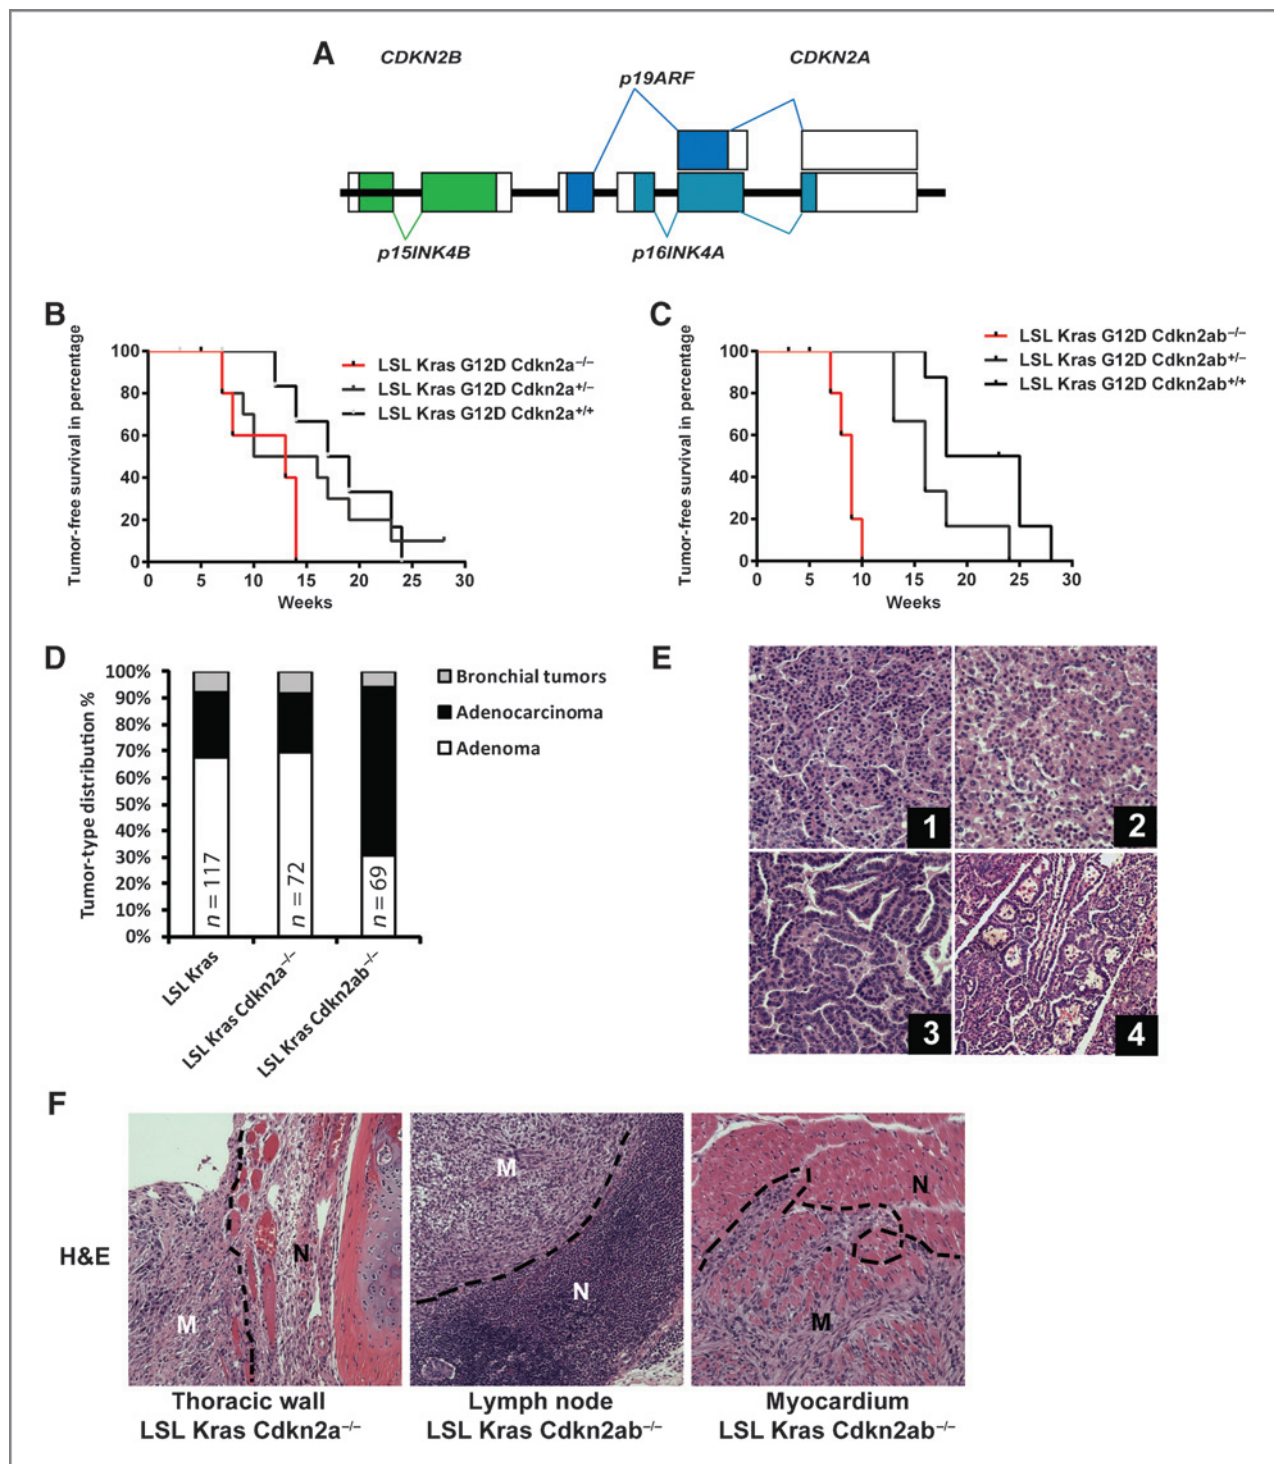 A
CDKN2B
CDKN2A
p19ARF
p15INK4B
p16INK4A
B
Tumor-free survival in percentage
100
80
60
40
20
0
0 5 10 15 20 25 30
Weeks
LSL Kras G12D Cdkn2a–/–
LSL Kras G12D Cdkn2a+/–
LSL Kras G12D Cdkn2a+/+
C
Tumor-free survival in percentage
100
80
60
40
20
0
0 5 10 15 20 25 30
Weeks
LSL Kras G12D Cdkn2ab–/–
LSL Kras G12D Cdkn2ab+/–
LSL Kras G12D Cdkn2ab+/+
D
Tumor-type distribution %
100%
90%
80%
70%
60%
50%
40%
30%
20%
10%
0%
n = 117
n = 72
n = 69
LSL Kras
LSL Kras Cdkn2a–/–
LSL Kras Cdkn2ab–/–
Bronchial tumors
Adenocarcinoma
Adenoma
E
1
2
3
4
F
H&E
M
N
M
N
N
M
Thoracic wall
LSL Kras Cdkn2a–/–
Lymph node
LSL Kras Cdkn2ab–/–
Myocardium
LSL Kras Cdkn2ab–/–